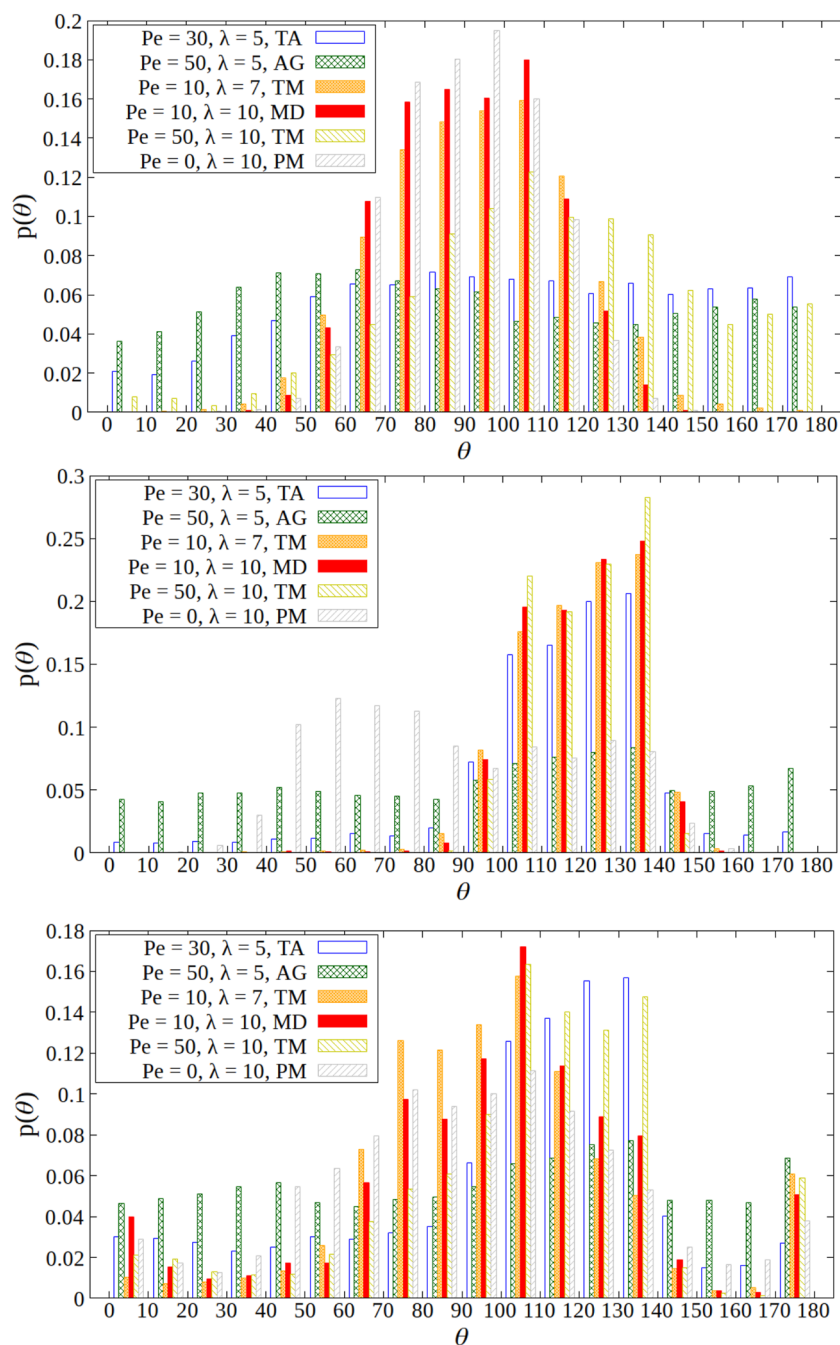 0.2
0.18
0.16
0.14
0.12
0.1
0.08
0.06
0.04
0.02
0
p(θ)
Pe = 30, λ = 5, TA
Pe = 50, λ = 5, AG
Pe = 10, λ = 7, TM
Pe = 10, λ = 10, MD
Pe = 50, λ = 10, TM
Pe = 0, λ = 10, PM
0 10 20 30 40 50 60 70 80 90 100 110 120 130 140 150 160 170 180
θ
0.3
0.25
0.2
0.15
0.1
0.05
0
p(θ)
Pe = 30, λ = 5, TA
Pe = 50, λ = 5, AG
Pe = 10, λ = 7, TM
Pe = 10, λ = 10, MD
Pe = 50, λ = 10, TM
Pe = 0, λ = 10, PM
0 10 20 30 40 50 60 70 80 90 100 110 120 130 140 150 160 170 180
θ
0.18
0.16
0.14
0.12
0.1
0.08
0.06
0.04
0.02
0
p(θ)
Pe = 30, λ = 5, TA
Pe = 50, λ = 5, AG
Pe = 10, λ = 7, TM
Pe = 10, λ = 10, MD
Pe = 50, λ = 10, TM
Pe = 0, λ = 10, PM
0 10 20 30 40 50 60 70 80 90 100 110 120 130 140 150 160 170 180
θ